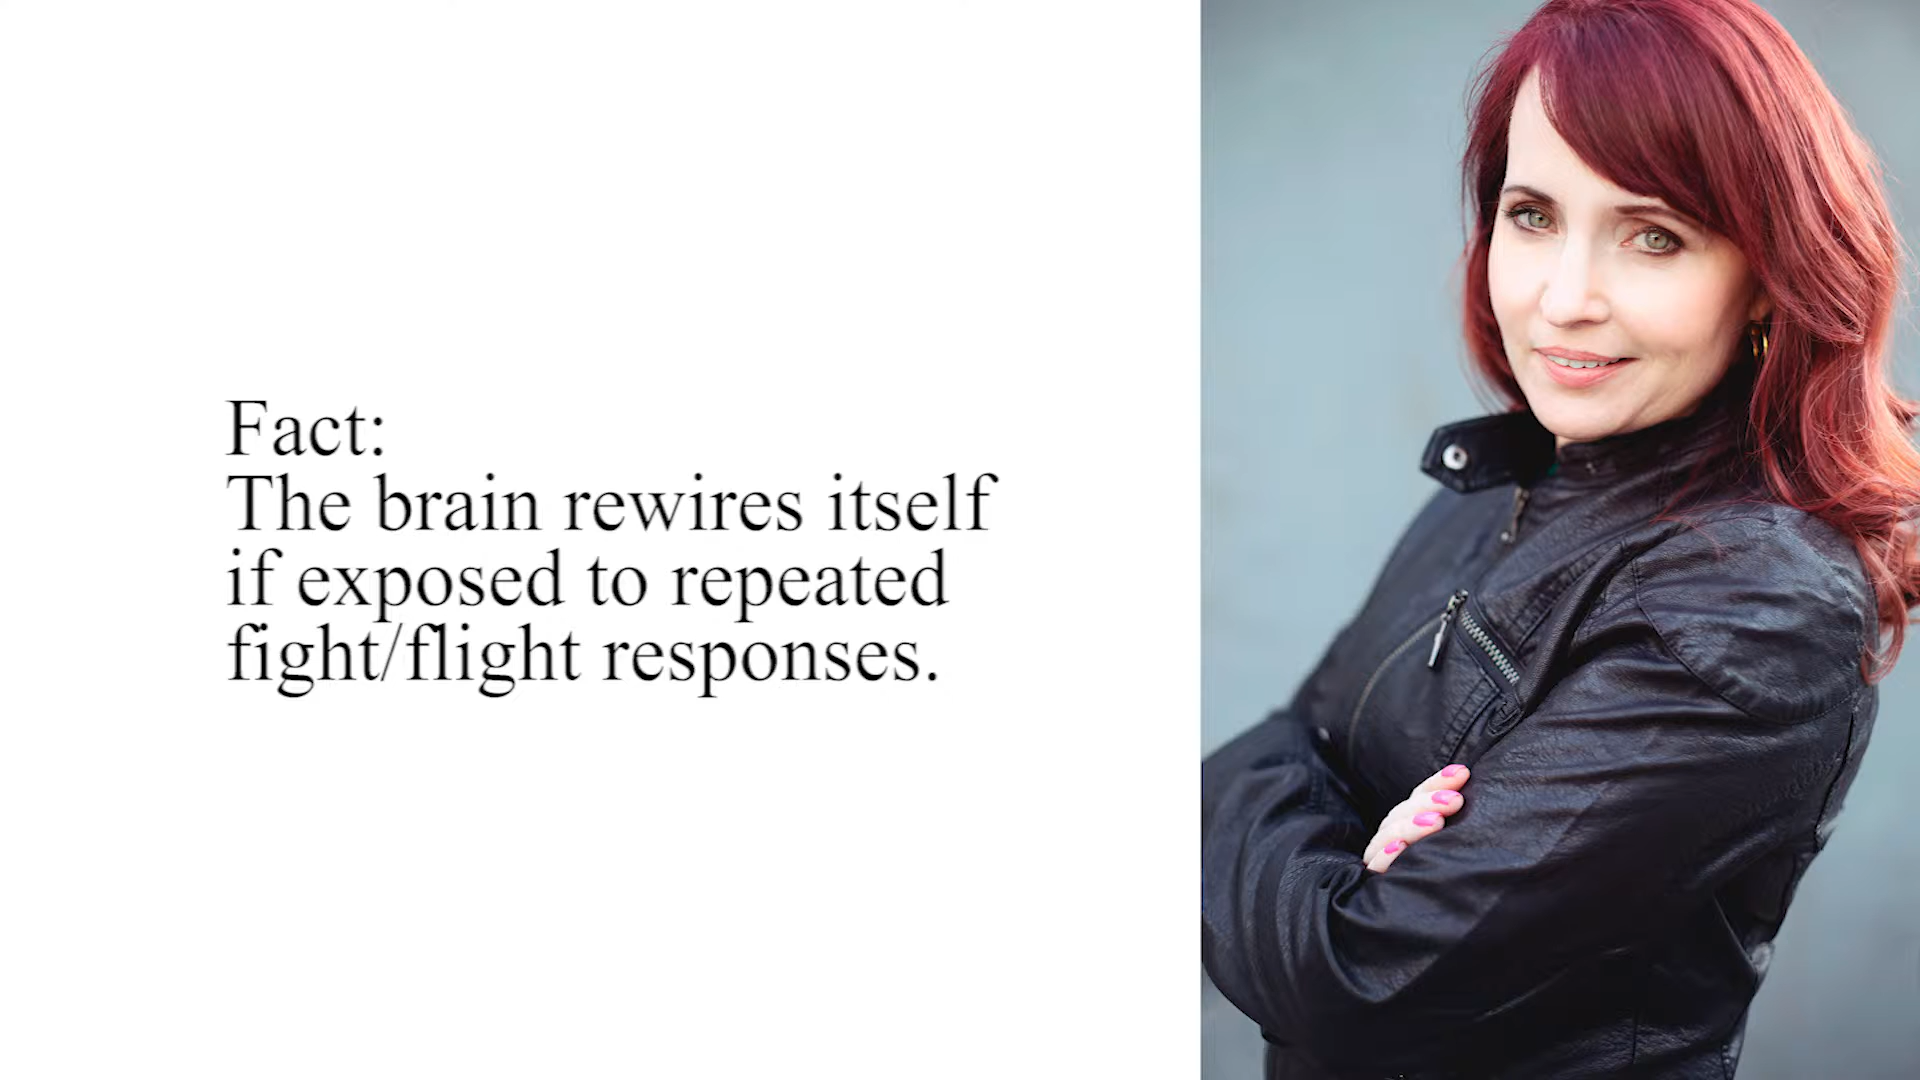 Fact:
The brain rewires itself
if exposed to repeated
fight/flight responses.